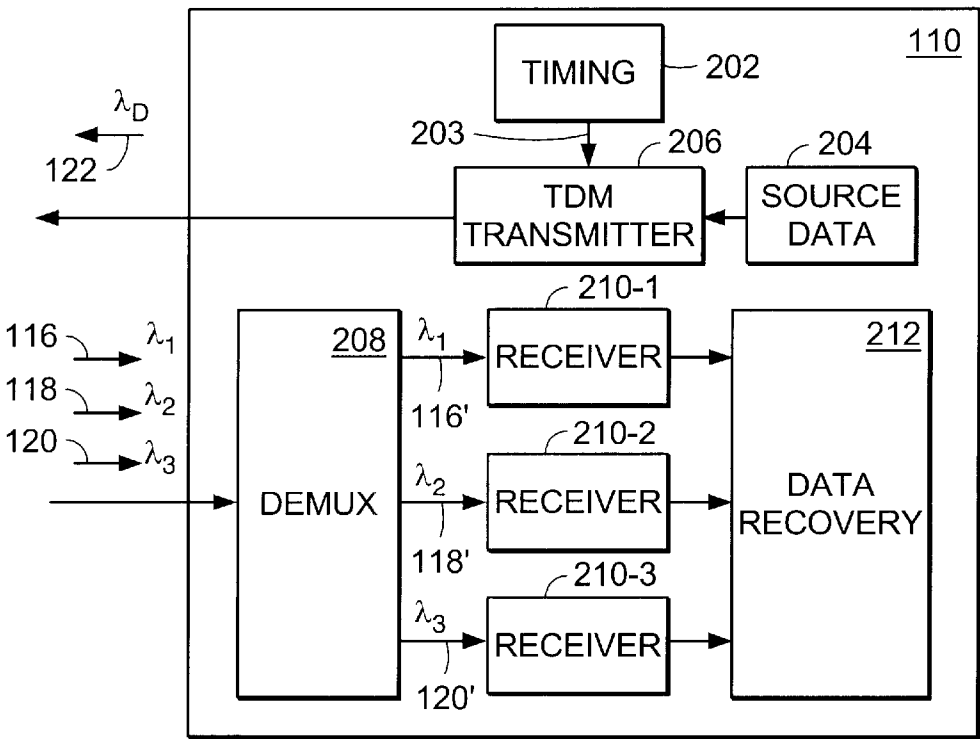 110
TIMING
202
λD
122
203
206
204
TDM
TRANSMITTER
SOURCE
DATA
210-1
116
λ1
208
λ1
RECEIVER
212
116'
118
λ2
210-2
120
λ3
λ2
RECEIVER
DEMUX
DATA
RECOVERY
118'
210-3
λ3
RECEIVER
120'